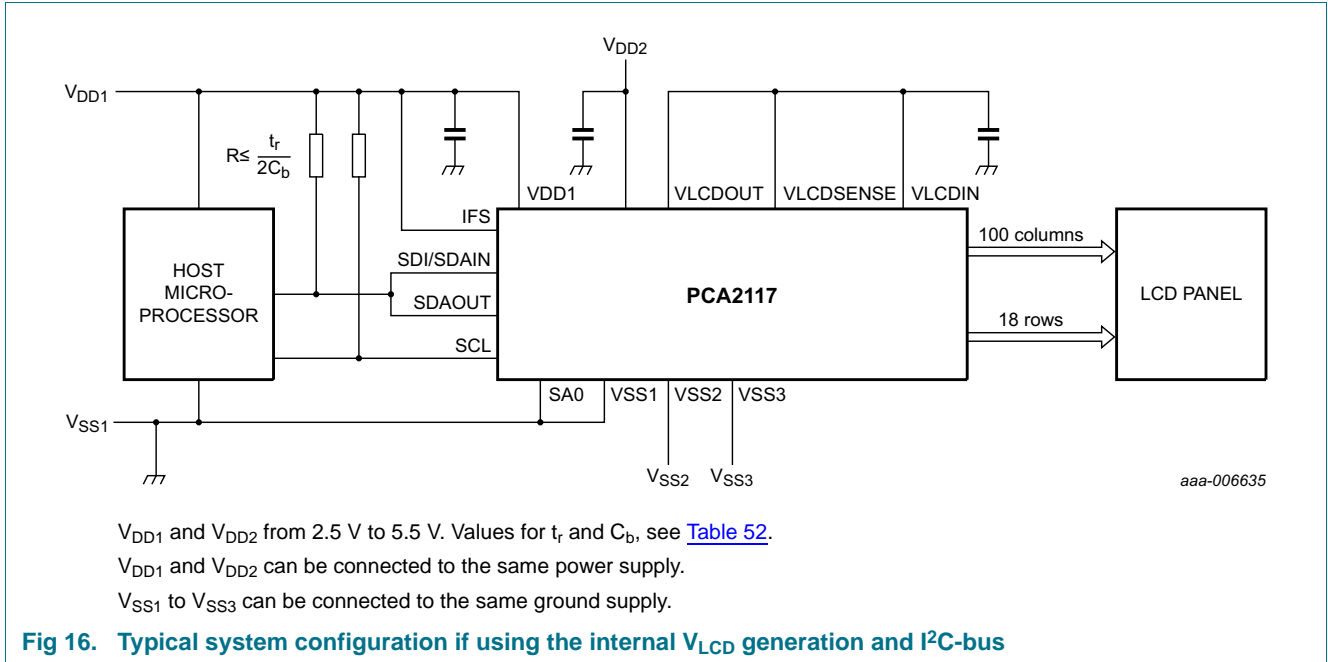 VDD2
VDD1
R≤ tr
2Cb
VDD1
VLCDOUT
VLCDSENSE
VLCDIN
IFS
SDI/SDAIN
SDAOUT
SCL
HOST
MICRO-
PROCESSOR
PCA2117
100 columns
18 rows
LCD PANEL
SA0
VSS1
VSS2
VSS3
VSS1
VSS2
VSS3
aaa-006635
VDD1 and VDD2 from 2.5 V to 5.5 V. Values for tr and Cb, see Table 52.
VDD1 and VDD2 can be connected to the same power supply.
VSS1 to VSS3 can be connected to the same ground supply.
Fig 16. Typical system configuration if using the internal VLCD generation and I²C-bus